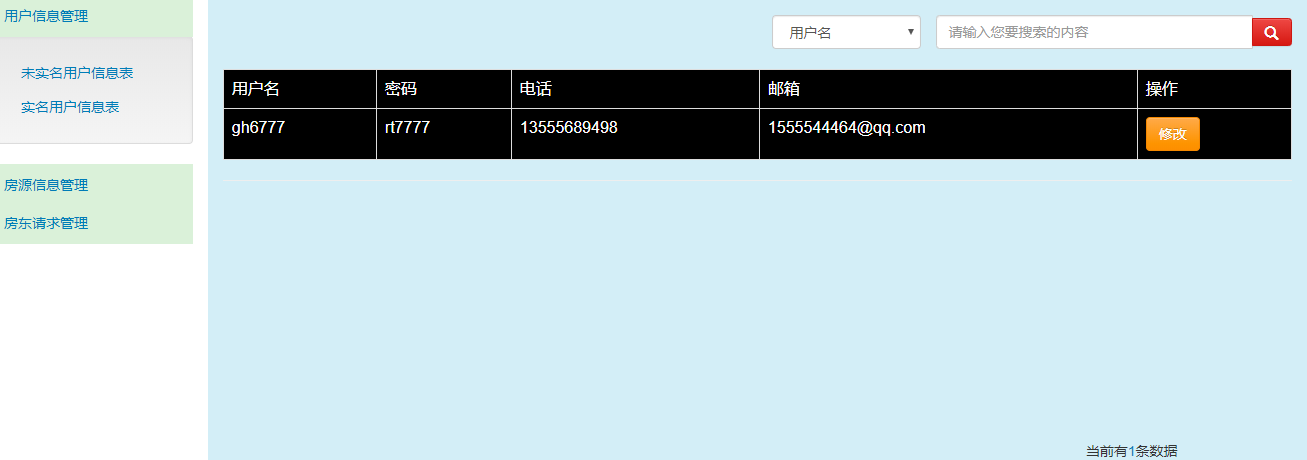 用户信息管理
未实名用户信息表
实名用户信息表
房源信息管理
房东请求管理
用户名 请输入您要搜索的内容
用户名 密码 电话 邮箱 操作
gh6777 rt7777 13555689498 1555544464@qq.com 修改
当前有1条数据